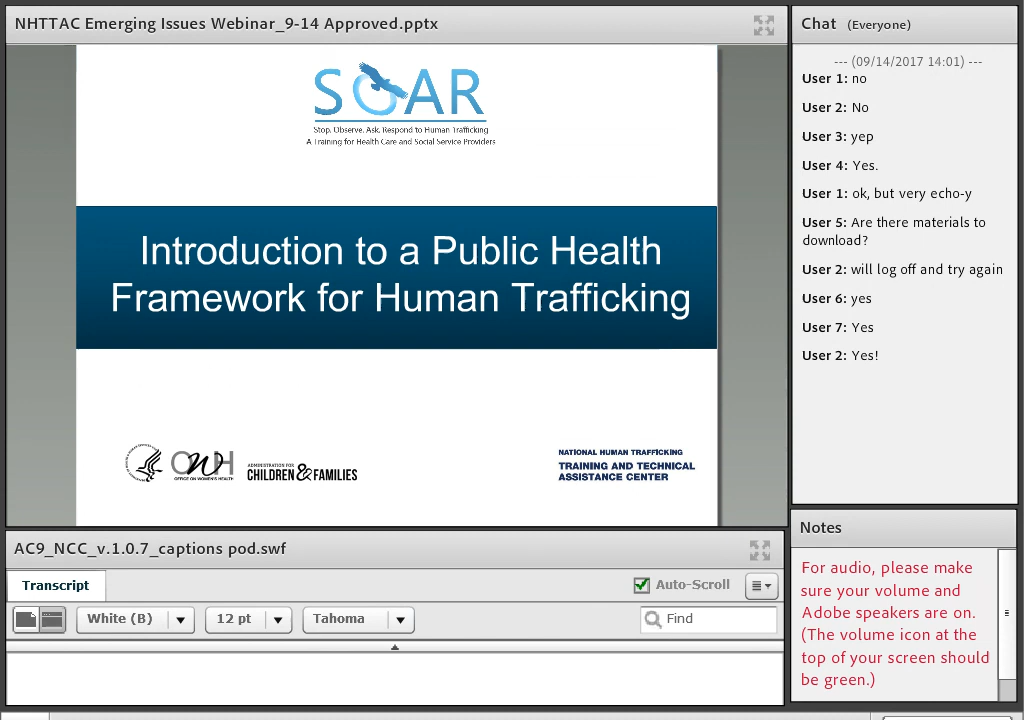 NHTTAC Emerging Issues Webinar_9-14 Approved.pptx
SOAR
Stop. Observe. Ask. Respond to Human Trafficking
A Training for Health Care and Social Service Providers
Introduction to a Public Health
Framework for Human Trafficking
OWH
OFFICE ON WOMEN'S HEALTH
ADMINISTRATION FOR
CHILDREN & FAMILIES
NATIONAL HUMAN TRAFFICKING
TRAINING AND TECHNICAL
ASSISTANCE CENTER
AC9_NCC_v.1.0.7_captions pod.swf
Transcript
Auto-Scroll
White (B)
12 pt
Tahoma
Find
Chat (Everyone)
--- (09/14/2017 14:01) ---
User 1: no
User 2: No
User 3: yep
User 4: Yes.
User 1: ok, but very echo-y
User 5: Are there materials to
download?
User 2: will log off and try again
User 6: yes
User 7: Yes
User 2: Yes!
Notes
For audio, please make
sure your volume and
Adobe speakers are on.
(The volume icon at the
top of your screen should
be green.)